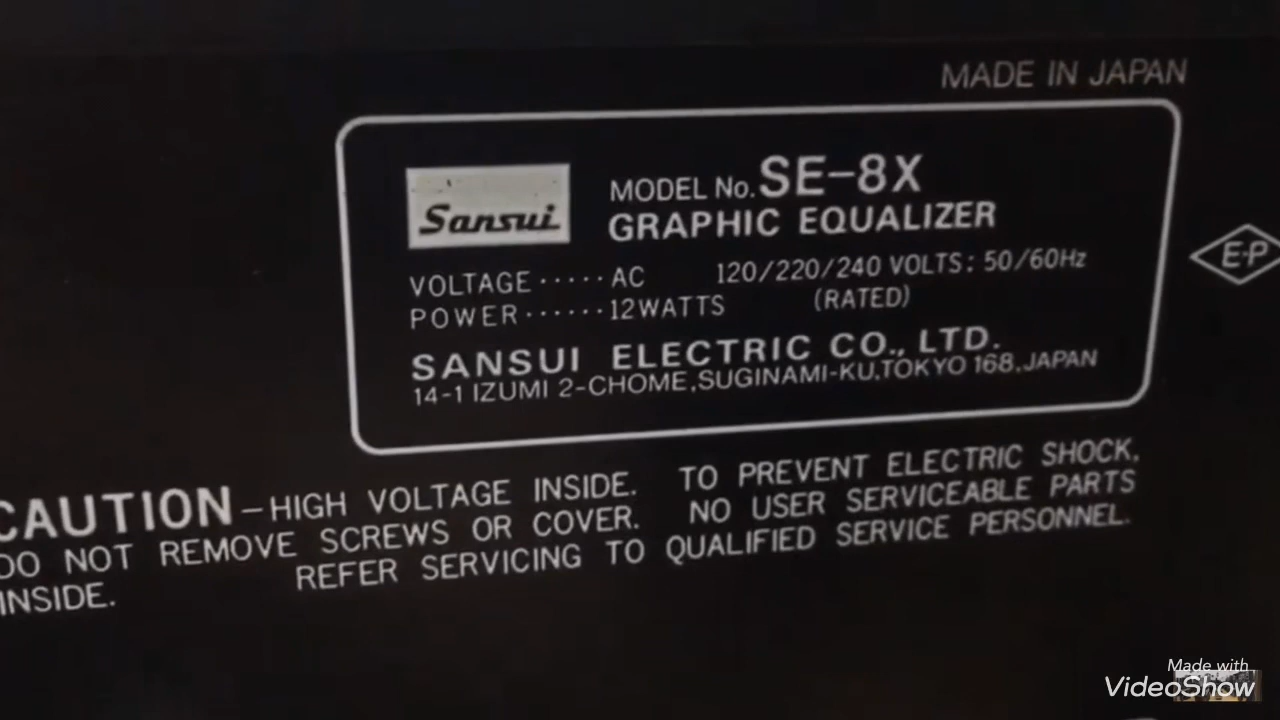 MADE IN JAPAN
Sansui
MODEL No. SE-8X
GRAPHIC EQUALIZER
VOLTAGE ····· AC 120/220/240 VOLTS: 50/60Hz
POWER ······ 12WATTS (RATED)
SANSUI ELECTRIC CO., LTD.
14-1 IZUMI 2-CHOME, SUGINAMI-KU, TOKYO 168, JAPAN
E-P
CAUTION – HIGH VOLTAGE INSIDE. TO PREVENT ELECTRIC SHOCK,
DO NOT REMOVE SCREWS OR COVER. NO USER SERVICEABLE PARTS
INSIDE. REFER SERVICING TO QUALIFIED SERVICE PERSONNEL.
Made with
VideoShow